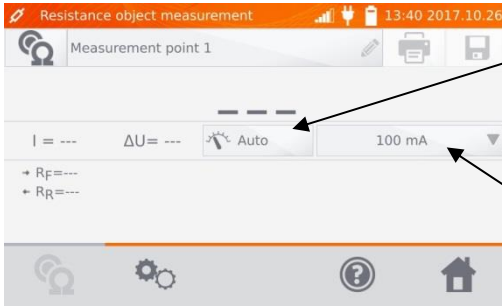 Resistance object measurement 13:40 2017.10.26
Measurement point 1
---
I = --- ΔU= --- Auto 100 mA
→ RF=---
← RR=---